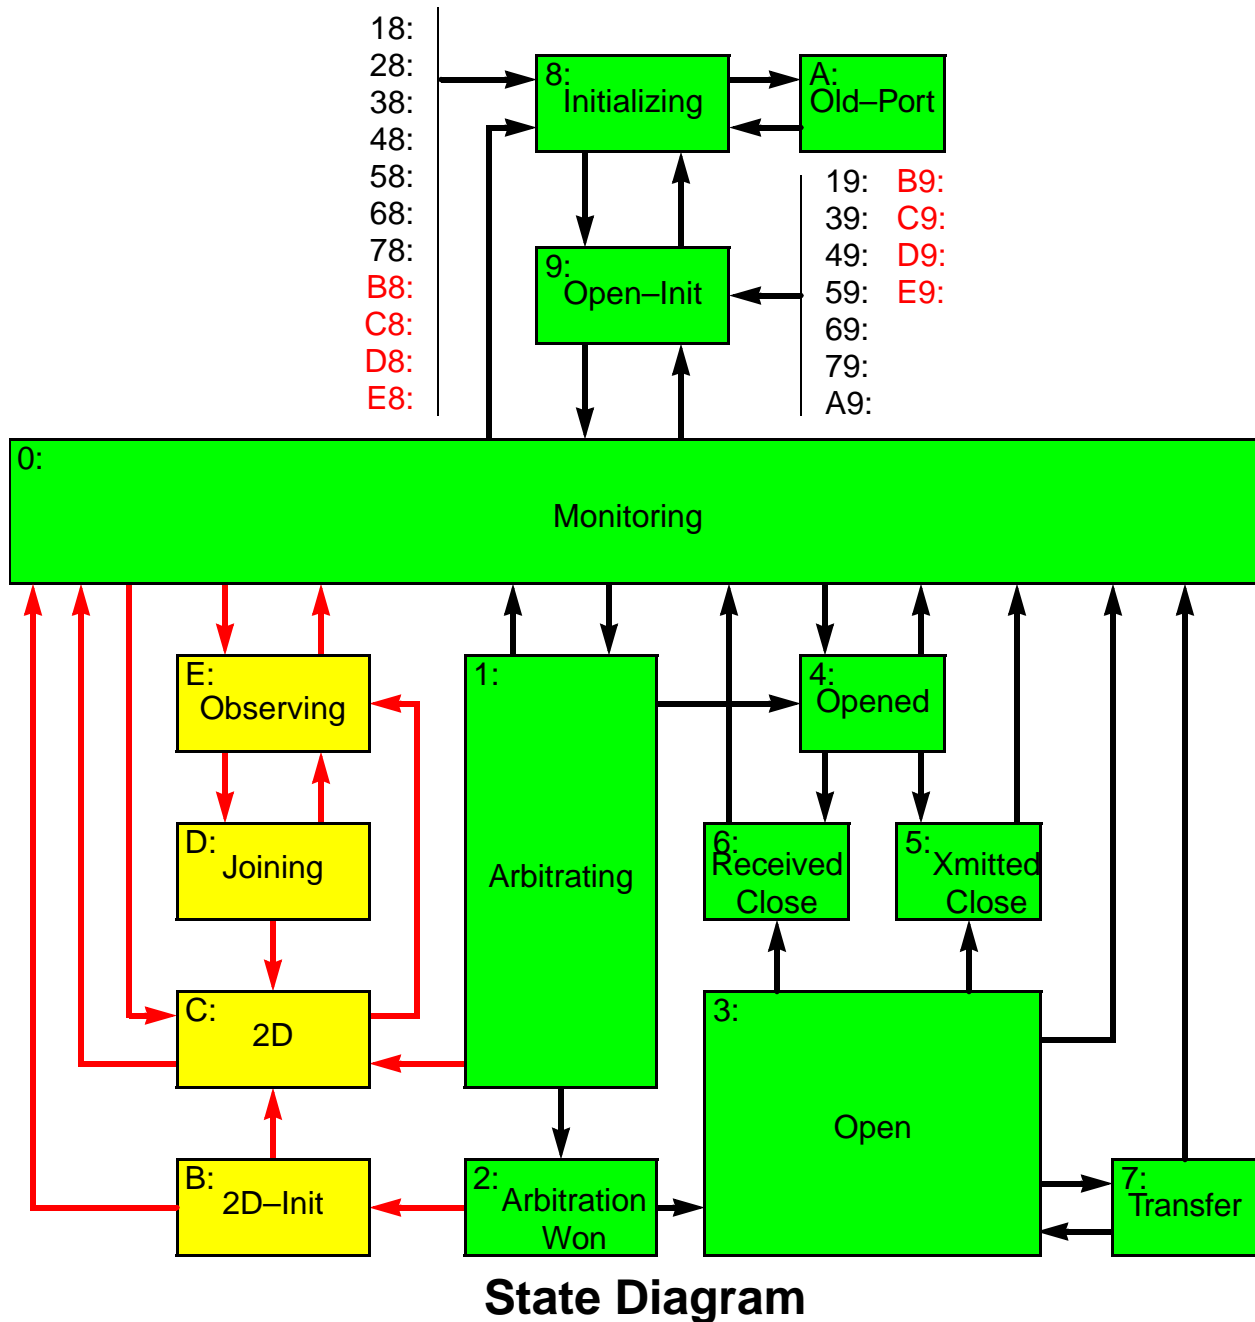 18:
28:
38:
48:
58:
68:
78:
B8:
C8:
D8:
E8:
8:
Initializing
A:
Old–Port
19: B9:
39: C9:
49: D9:
59: E9:
69:
79:
A9:
9:
Open–Init
0:
Monitoring
E:
Observing
1:
Arbitrating
4:
Opened
D:
Joining
6:
Received
Close
5:
Xmitted
Close
C:
2D
3:
Open
B:
2D–Init
2:
Arbitration
Won
7:
Transfer
State Diagram